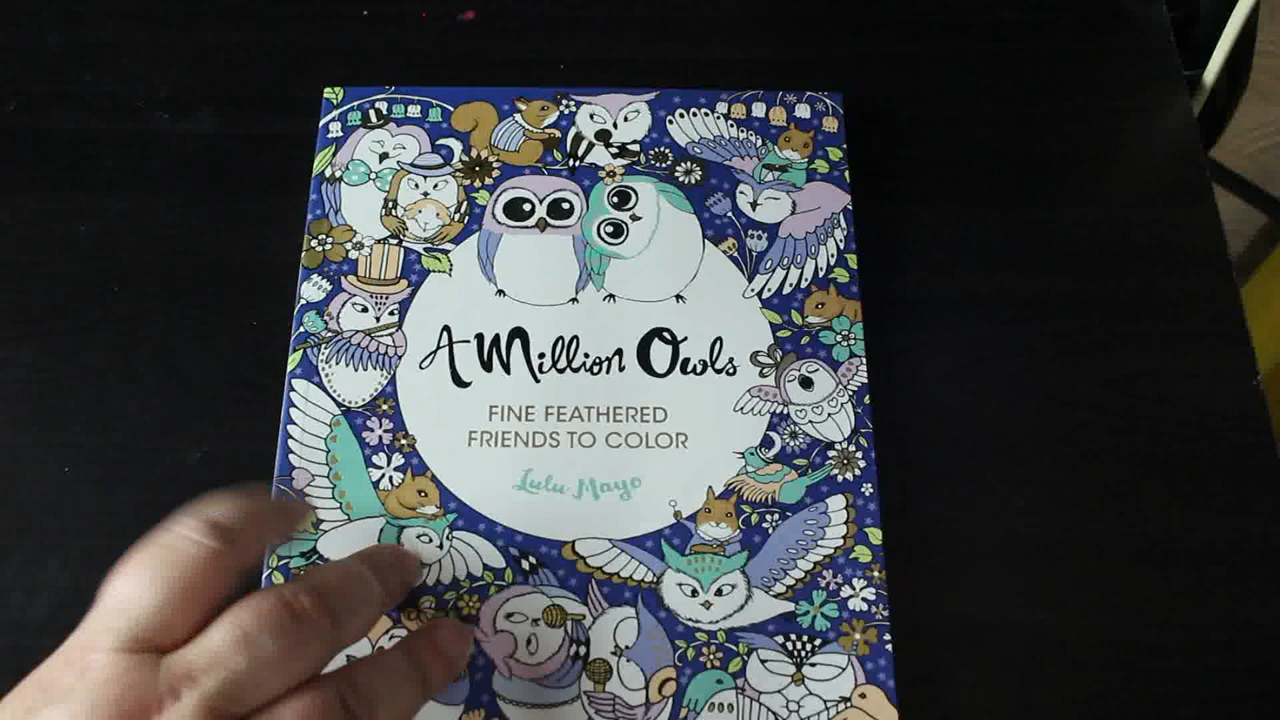 A Million Owls
FINE FEATHERED
FRIENDS TO COLOR
Lulu Mayo